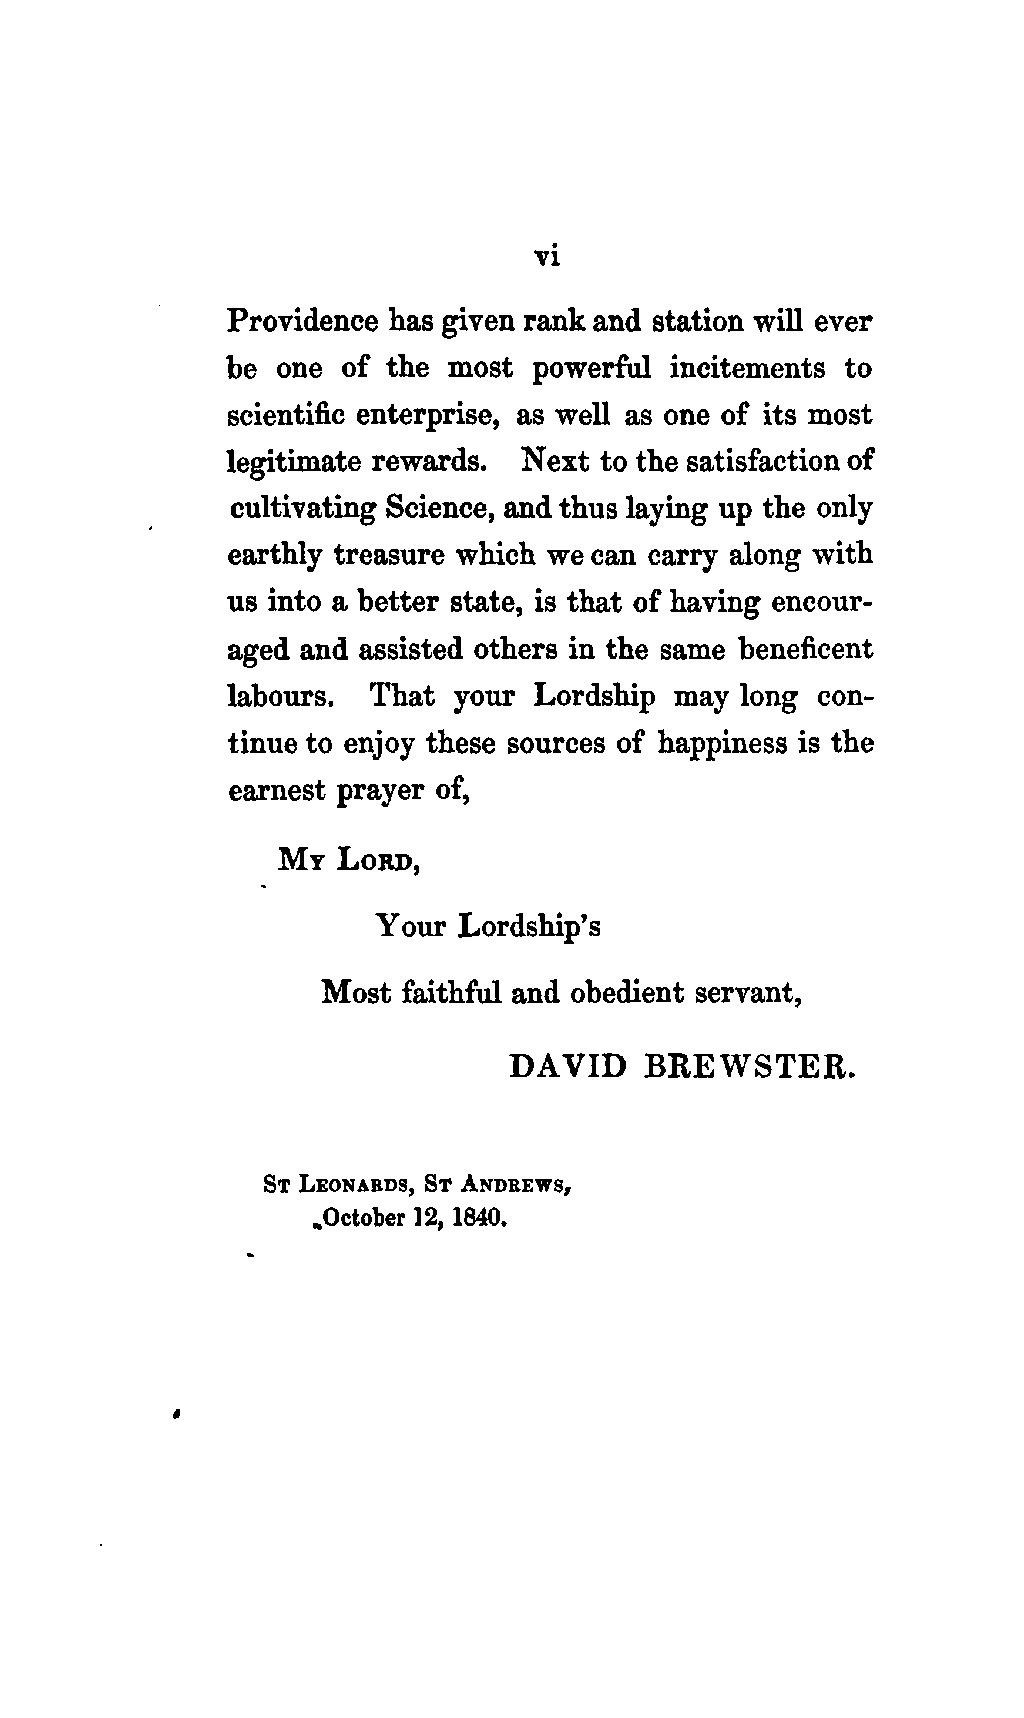 vi
Providence has given rank and station will ever
be one of the most powerful incitements to
scientific enterprise, as well as one of its most
legitimate rewards. Next to the satisfaction of
cultivating Science, and thus laying up the only
earthly treasure which we can carry along with
us into a better state, is that of having encour-
aged and assisted others in the same beneficent
labours. That your Lordship may long con-
tinue to enjoy these sources of happiness is the
earnest prayer of,
My Lord,
Your Lordship's
Most faithful and obedient servant,
DAVID BREWSTER.
St Leonards, St Andrews,
October 12, 1840.